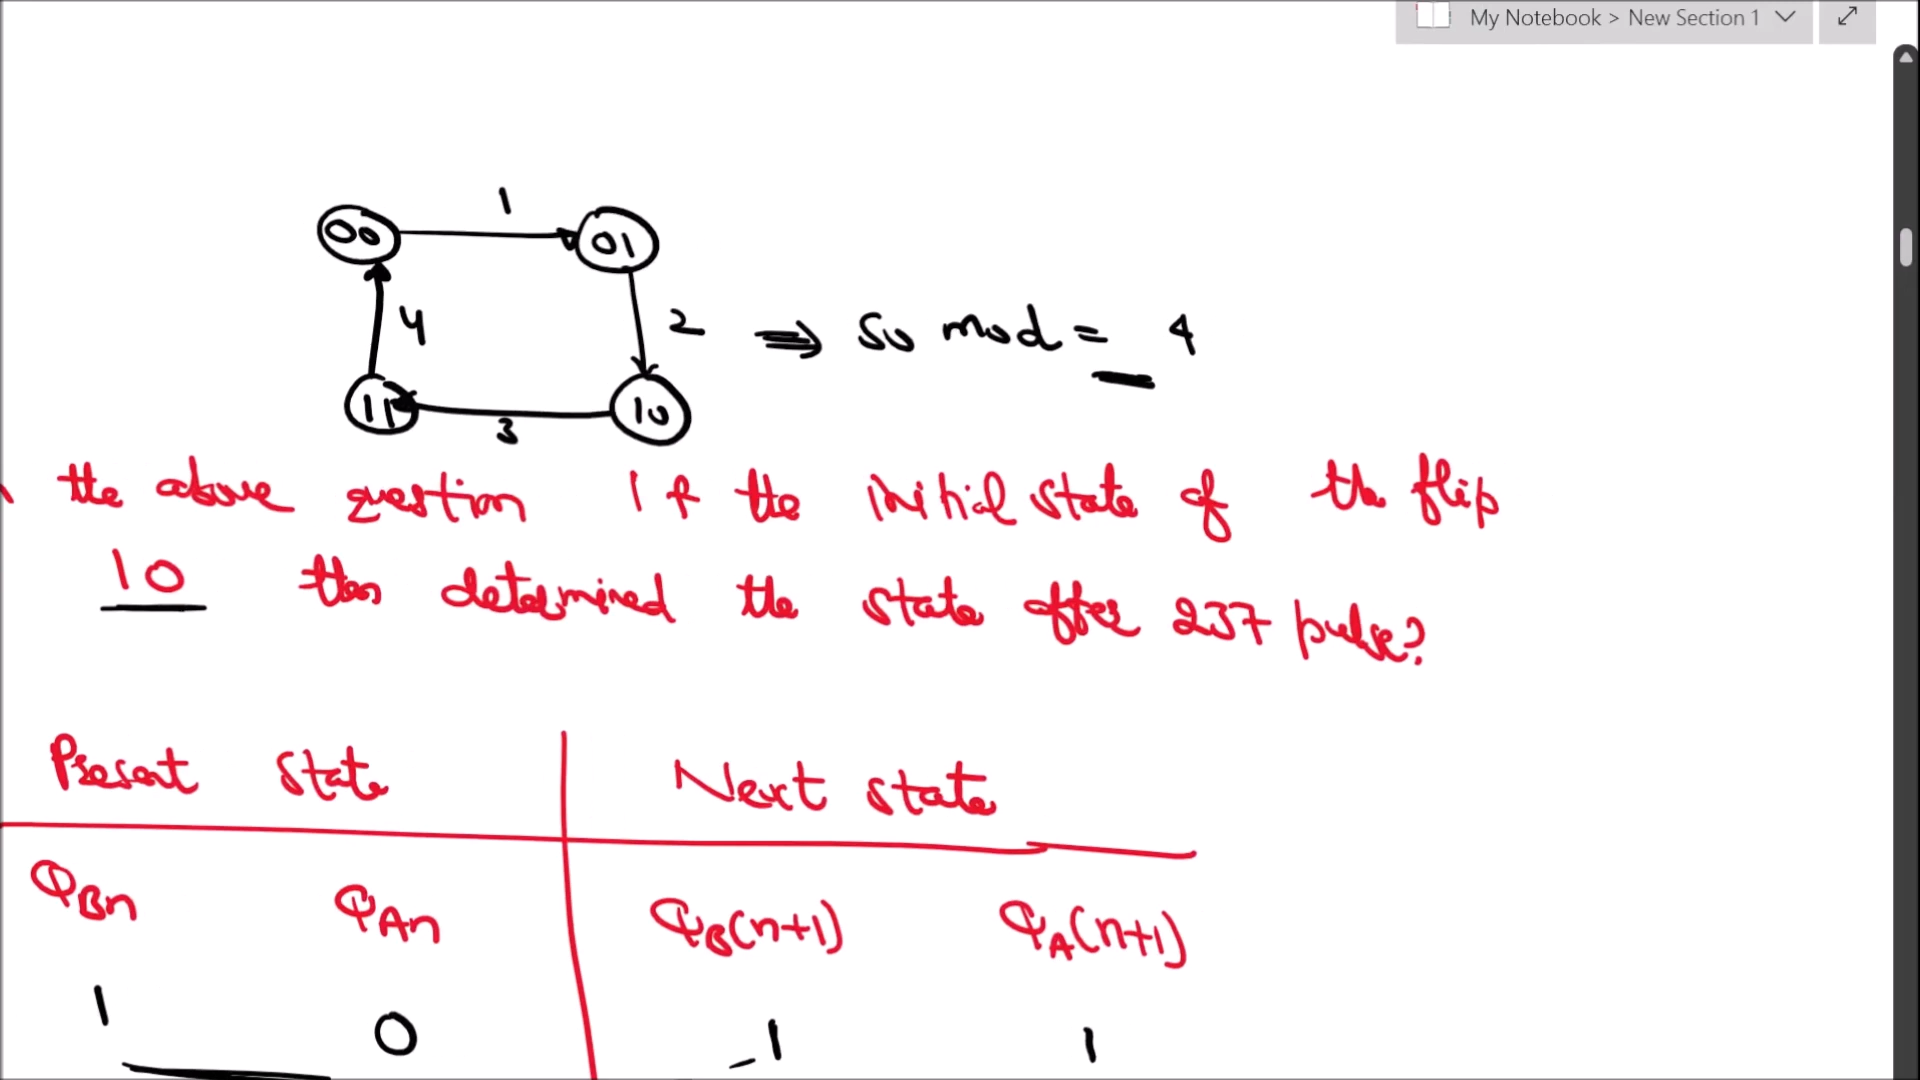 My Notebook > New Section 1
1
00
01
4
2
⇒ so mod = 4
11
10
3
the above question If the initial state of the flip
10 then determined the state after 237 pulse?
Present state Next state
QBn QAn QB(n+1) QA(n+1)
1 0 1 1